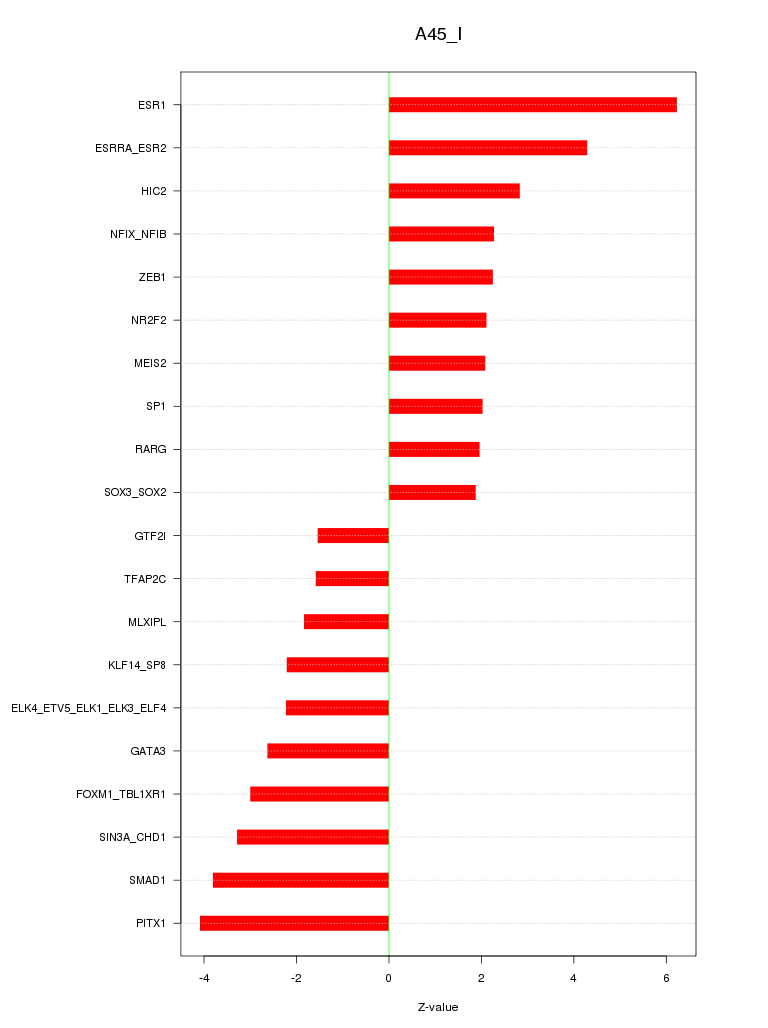 A45_I
ESR1
ESRRA_ESR2
HIC2
NFIX_NFIB
ZEB1
NR2F2
MEIS2
SP1
RARG
SOX3_SOX2
GTF2I
TFAP2C
MLXIPL
KLF14_SP8
ELK4_ETV5_ELK1_ELK3_ELF4
GATA3
FOXM1_TBL1XR1
SIN3A_CHD1
SMAD1
PITX1
-4 -2 0 2 4 6
Z-value